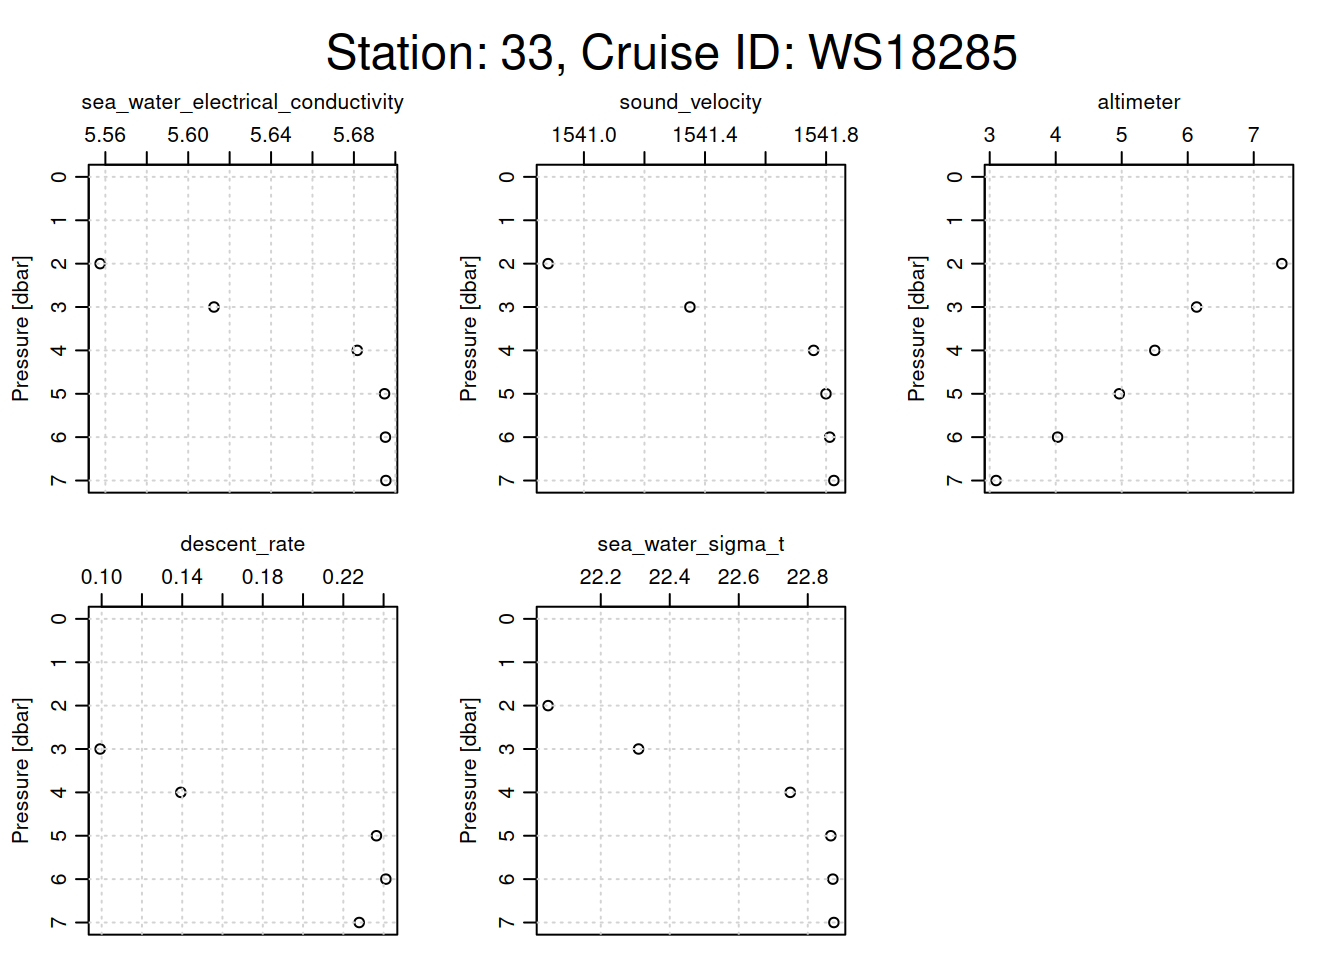 Station: 33, Cruise ID: WS18285
sea_water_electrical_conductivity
5.56 5.60 5.64 5.68
Pressure [dbar]
0
1
2
3
4
5
6
7
sound_velocity
1541.0 1541.4 1541.8
Pressure [dbar]
0
1
2
3
4
5
6
7
altimeter
3 4 5 6 7
Pressure [dbar]
0
1
2
3
4
5
6
7
descent_rate
0.10 0.14 0.18 0.22
Pressure [dbar]
0
1
2
3
4
5
6
7
sea_water_sigma_t
22.2 22.4 22.6 22.8
Pressure [dbar]
0
1
2
3
4
5
6
7